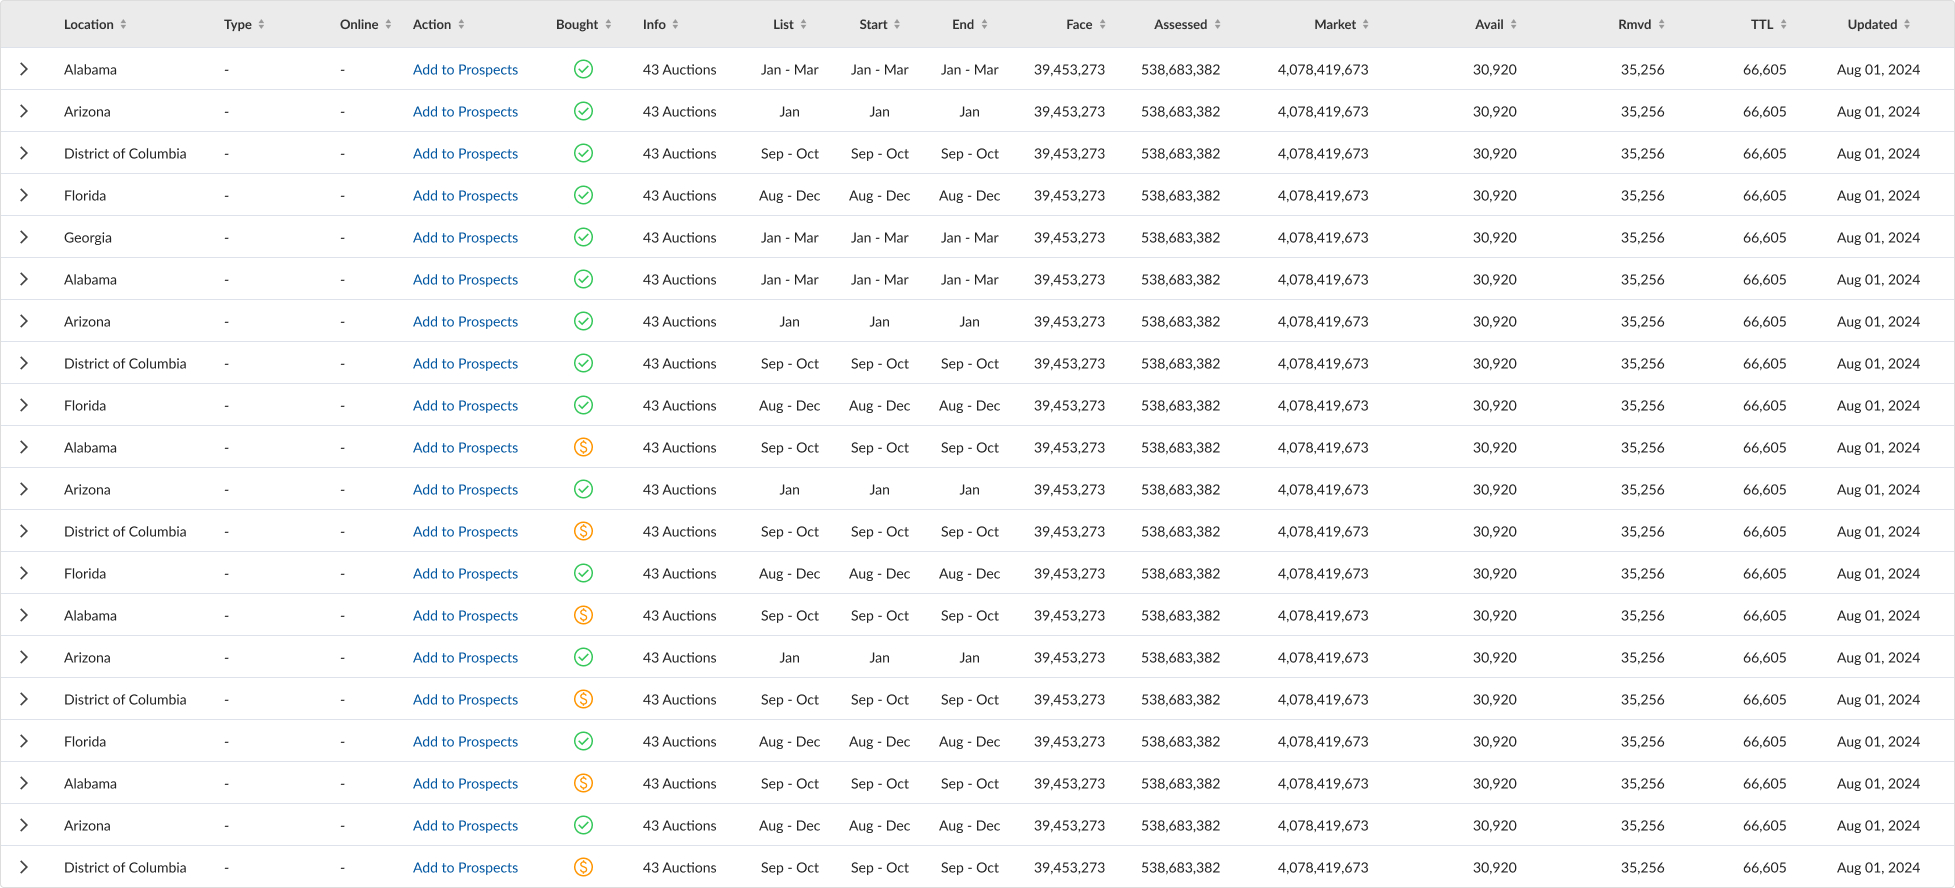 Location Type Online Action Bought Info List Start End Face Assessed Market Avail Rmvd TTL Updated
Alabama - - Add to Prospects 43 Auctions Jan - Mar Jan - Mar Jan - Mar 39,453,273 538,683,382 4,078,419,673 30,920 35,256 66,605 Aug 01, 2024
Arizona - - Add to Prospects 43 Auctions Jan Jan Jan 39,453,273 538,683,382 4,078,419,673 30,920 35,256 66,605 Aug 01, 2024
District of Columbia - - Add to Prospects 43 Auctions Sep - Oct Sep - Oct Sep - Oct 39,453,273 538,683,382 4,078,419,673 30,920 35,256 66,605 Aug 01, 2024
Florida - - Add to Prospects 43 Auctions Aug - Dec Aug - Dec Aug - Dec 39,453,273 538,683,382 4,078,419,673 30,920 35,256 66,605 Aug 01, 2024
Georgia - - Add to Prospects 43 Auctions Jan - Mar Jan - Mar Jan - Mar 39,453,273 538,683,382 4,078,419,673 30,920 35,256 66,605 Aug 01, 2024
Alabama - - Add to Prospects 43 Auctions Jan - Mar Jan - Mar Jan - Mar 39,453,273 538,683,382 4,078,419,673 30,920 35,256 66,605 Aug 01, 2024
Arizona - - Add to Prospects 43 Auctions Jan Jan Jan 39,453,273 538,683,382 4,078,419,673 30,920 35,256 66,605 Aug 01, 2024
District of Columbia - - Add to Prospects 43 Auctions Sep - Oct Sep - Oct Sep - Oct 39,453,273 538,683,382 4,078,419,673 30,920 35,256 66,605 Aug 01, 2024
Florida - - Add to Prospects 43 Auctions Aug - Dec Aug - Dec Aug - Dec 39,453,273 538,683,382 4,078,419,673 30,920 35,256 66,605 Aug 01, 2024
Alabama - - Add to Prospects $ 43 Auctions Sep - Oct Sep - Oct Sep - Oct 39,453,273 538,683,382 4,078,419,673 30,920 35,256 66,605 Aug 01, 2024
Arizona - - Add to Prospects 43 Auctions Jan Jan Jan 39,453,273 538,683,382 4,078,419,673 30,920 35,256 66,605 Aug 01, 2024
District of Columbia - - Add to Prospects $ 43 Auctions Sep - Oct Sep - Oct Sep - Oct 39,453,273 538,683,382 4,078,419,673 30,920 35,256 66,605 Aug 01, 2024
Florida - - Add to Prospects 43 Auctions Aug - Dec Aug - Dec Aug - Dec 39,453,273 538,683,382 4,078,419,673 30,920 35,256 66,605 Aug 01, 2024
Alabama - - Add to Prospects $ 43 Auctions Sep - Oct Sep - Oct Sep - Oct 39,453,273 538,683,382 4,078,419,673 30,920 35,256 66,605 Aug 01, 2024
Arizona - - Add to Prospects 43 Auctions Jan Jan Jan 39,453,273 538,683,382 4,078,419,673 30,920 35,256 66,605 Aug 01, 2024
District of Columbia - - Add to Prospects $ 43 Auctions Sep - Oct Sep - Oct Sep - Oct 39,453,273 538,683,382 4,078,419,673 30,920 35,256 66,605 Aug 01, 2024
Florida - - Add to Prospects 43 Auctions Aug - Dec Aug - Dec Aug - Dec 39,453,273 538,683,382 4,078,419,673 30,920 35,256 66,605 Aug 01, 2024
Alabama - - Add to Prospects $ 43 Auctions Sep - Oct Sep - Oct Sep - Oct 39,453,273 538,683,382 4,078,419,673 30,920 35,256 66,605 Aug 01, 2024
Arizona - - Add to Prospects 43 Auctions Aug - Dec Aug - Dec Aug - Dec 39,453,273 538,683,382 4,078,419,673 30,920 35,256 66,605 Aug 01, 2024
District of Columbia - - Add to Prospects $ 43 Auctions Sep - Oct Sep - Oct Sep - Oct 39,453,273 538,683,382 4,078,419,673 30,920 35,256 66,605 Aug 01, 2024